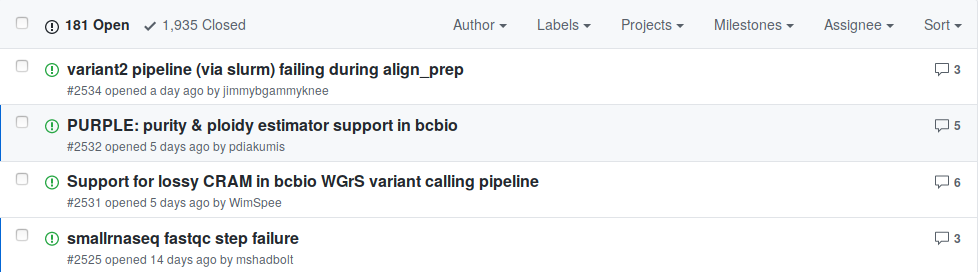 181 Open 1,935 Closed Author Labels Projects Milestones Assignee Sort
variant2 pipeline (via slurm) failing during align_prep 3
#2534 opened a day ago by jimmybgammyknee
PURPLE: purity & ploidy estimator support in bcbio 5
#2532 opened 5 days ago by pdiakumis
Support for lossy CRAM in bcbio WGrS variant calling pipeline 6
#2531 opened 5 days ago by WimSpee
smallrnaseq fastqc step failure 3
#2525 opened 14 days ago by mshadbolt